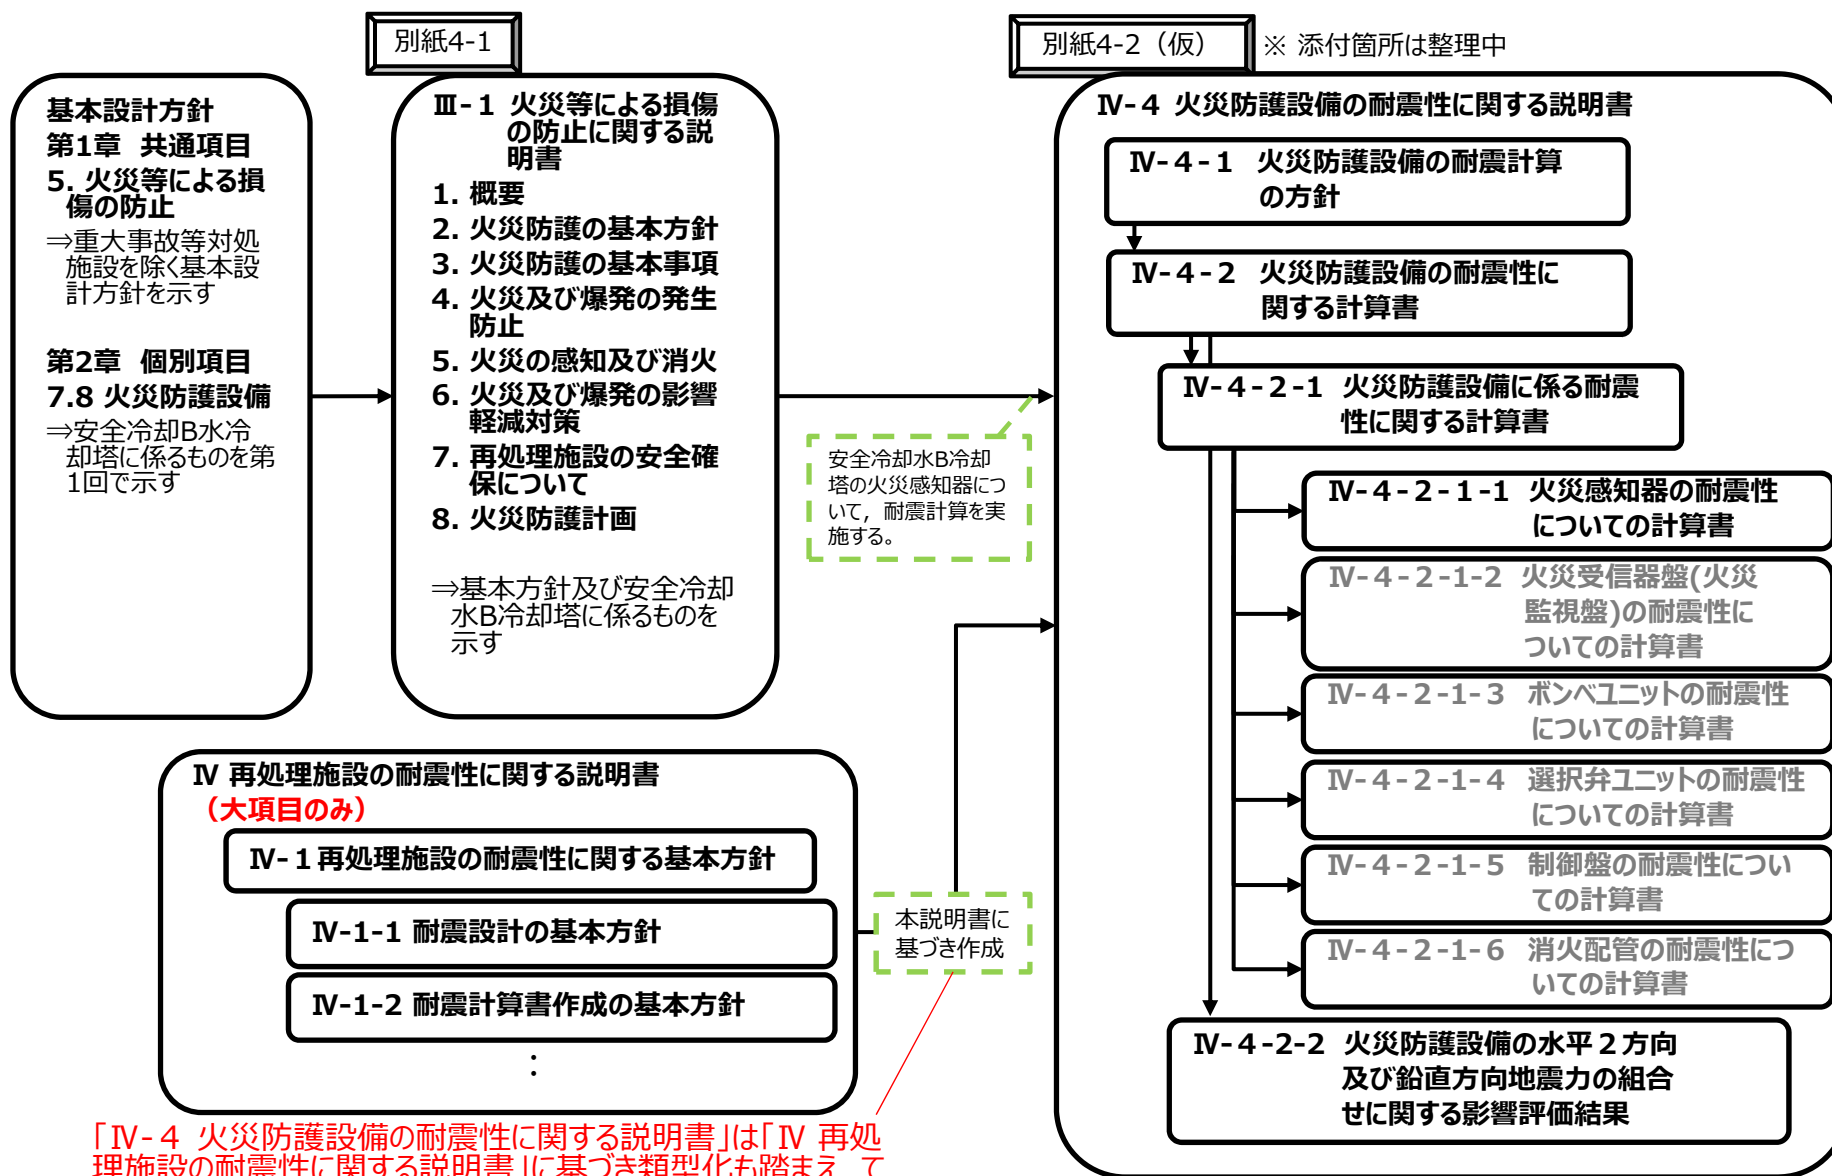 別紙4-1
別紙4-2（仮）
※ 添付箇所は整理中
基本設計方針
第1章 共通項目
5. 火災等による損
傷の防止
⇒重大事故等対処
施設を除く基本設
計方針を示す
第2章 個別項目
7.8 火災防護設備
⇒安全冷却B水冷
却塔に係るものを第
1回で示す
Ⅲ-1 火災等による損傷
の防止に関する説
明書
1. 概要
2. 火災防護の基本方針
3. 火災防護の基本事項
4. 火災及び爆発の発生
防止
5. 火災の感知及び消火
6. 火災及び爆発の影響
軽減対策
7. 再処理施設の安全確
保について
8. 火災防護計画
⇒基本方針及び安全冷却
水B冷却塔に係るものを
示す
安全冷却水B冷却
塔の火災感知器につ
いて，耐震計算を実
施する。
Ⅳ 再処理施設の耐震性に関する説明書
（大項目のみ）
Ⅳ-１再処理施設の耐震性に関する基本方針
Ⅳ-1-1 耐震設計の基本方針
Ⅳ-1-2 耐震計算書作成の基本方針
：
本説明書に
基づき作成
「Ⅳ-４ 火災防護設備の耐震性に関する説明書」は「Ⅳ 再処
理施設の耐震性に関する説明書」に基づき類型化も踏まえ て
Ⅳ-４ 火災防護設備の耐震性に関する説明書
Ⅳ-４-１ 火災防護設備の耐震計算
の方針
Ⅳ-４-２ 火災防護設備の耐震性に
関する計算書
Ⅳ-４-２-１ 火災防護設備に係る耐震
性に関する計算書
Ⅳ-４-２-１-１ 火災感知器の耐震性
についての計算書
Ⅳ-４-２-１-２ 火災受信器盤(火災
監視盤)の耐震性に
ついての計算書
Ⅳ-４-２-１-３ ボンベユニットの耐震性
についての計算書
Ⅳ-４-２-１-４ 選択弁ユニットの耐震性
についての計算書
Ⅳ-４-２-１-５ 制御盤の耐震性につい
ての計算書
Ⅳ-４-２-１-６ 消火配管の耐震性につ
いての計算書
Ⅳ-４-２-２ 火災防護設備の水平２方向
及び鉛直方向地震力の組合
せに関する影響評価結果